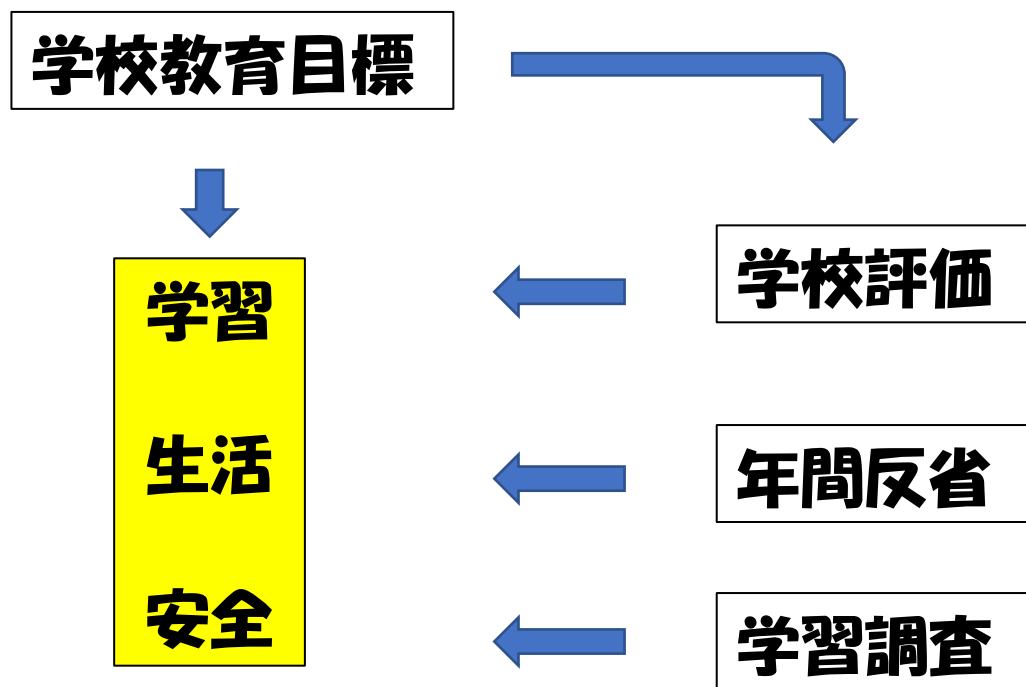 学校教育目標
学習
生活
安全
学校評価
年間反省
学習調査